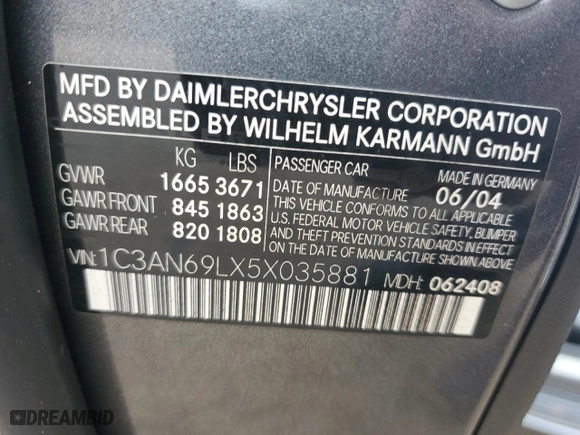 MFD BY DAIMLERCHRYSLER CORPORATION
ASSEMBLED BY WILHELM KARMANN GmbH
KG LBS
GVWR 1665 3671
GAWR FRONT 845 1863
GAWR REAR 820 1808
PASSENGER CAR MADE IN GERMANY
DATE OF MANUFACTURE 06/04
THIS VEHICLE CONFORMS TO ALL APPLICABLE
U.S. FEDERAL MOTOR VEHICLE SAFETY, BUMPER
AND THEFT PREVENTION STANDARDS IN EFFECT
ON THE DATE OF MANUFACTURE SHOWN ABOVE
VIN: 1C3AN69LX5X035881 MDH: 062408
DREAMBID